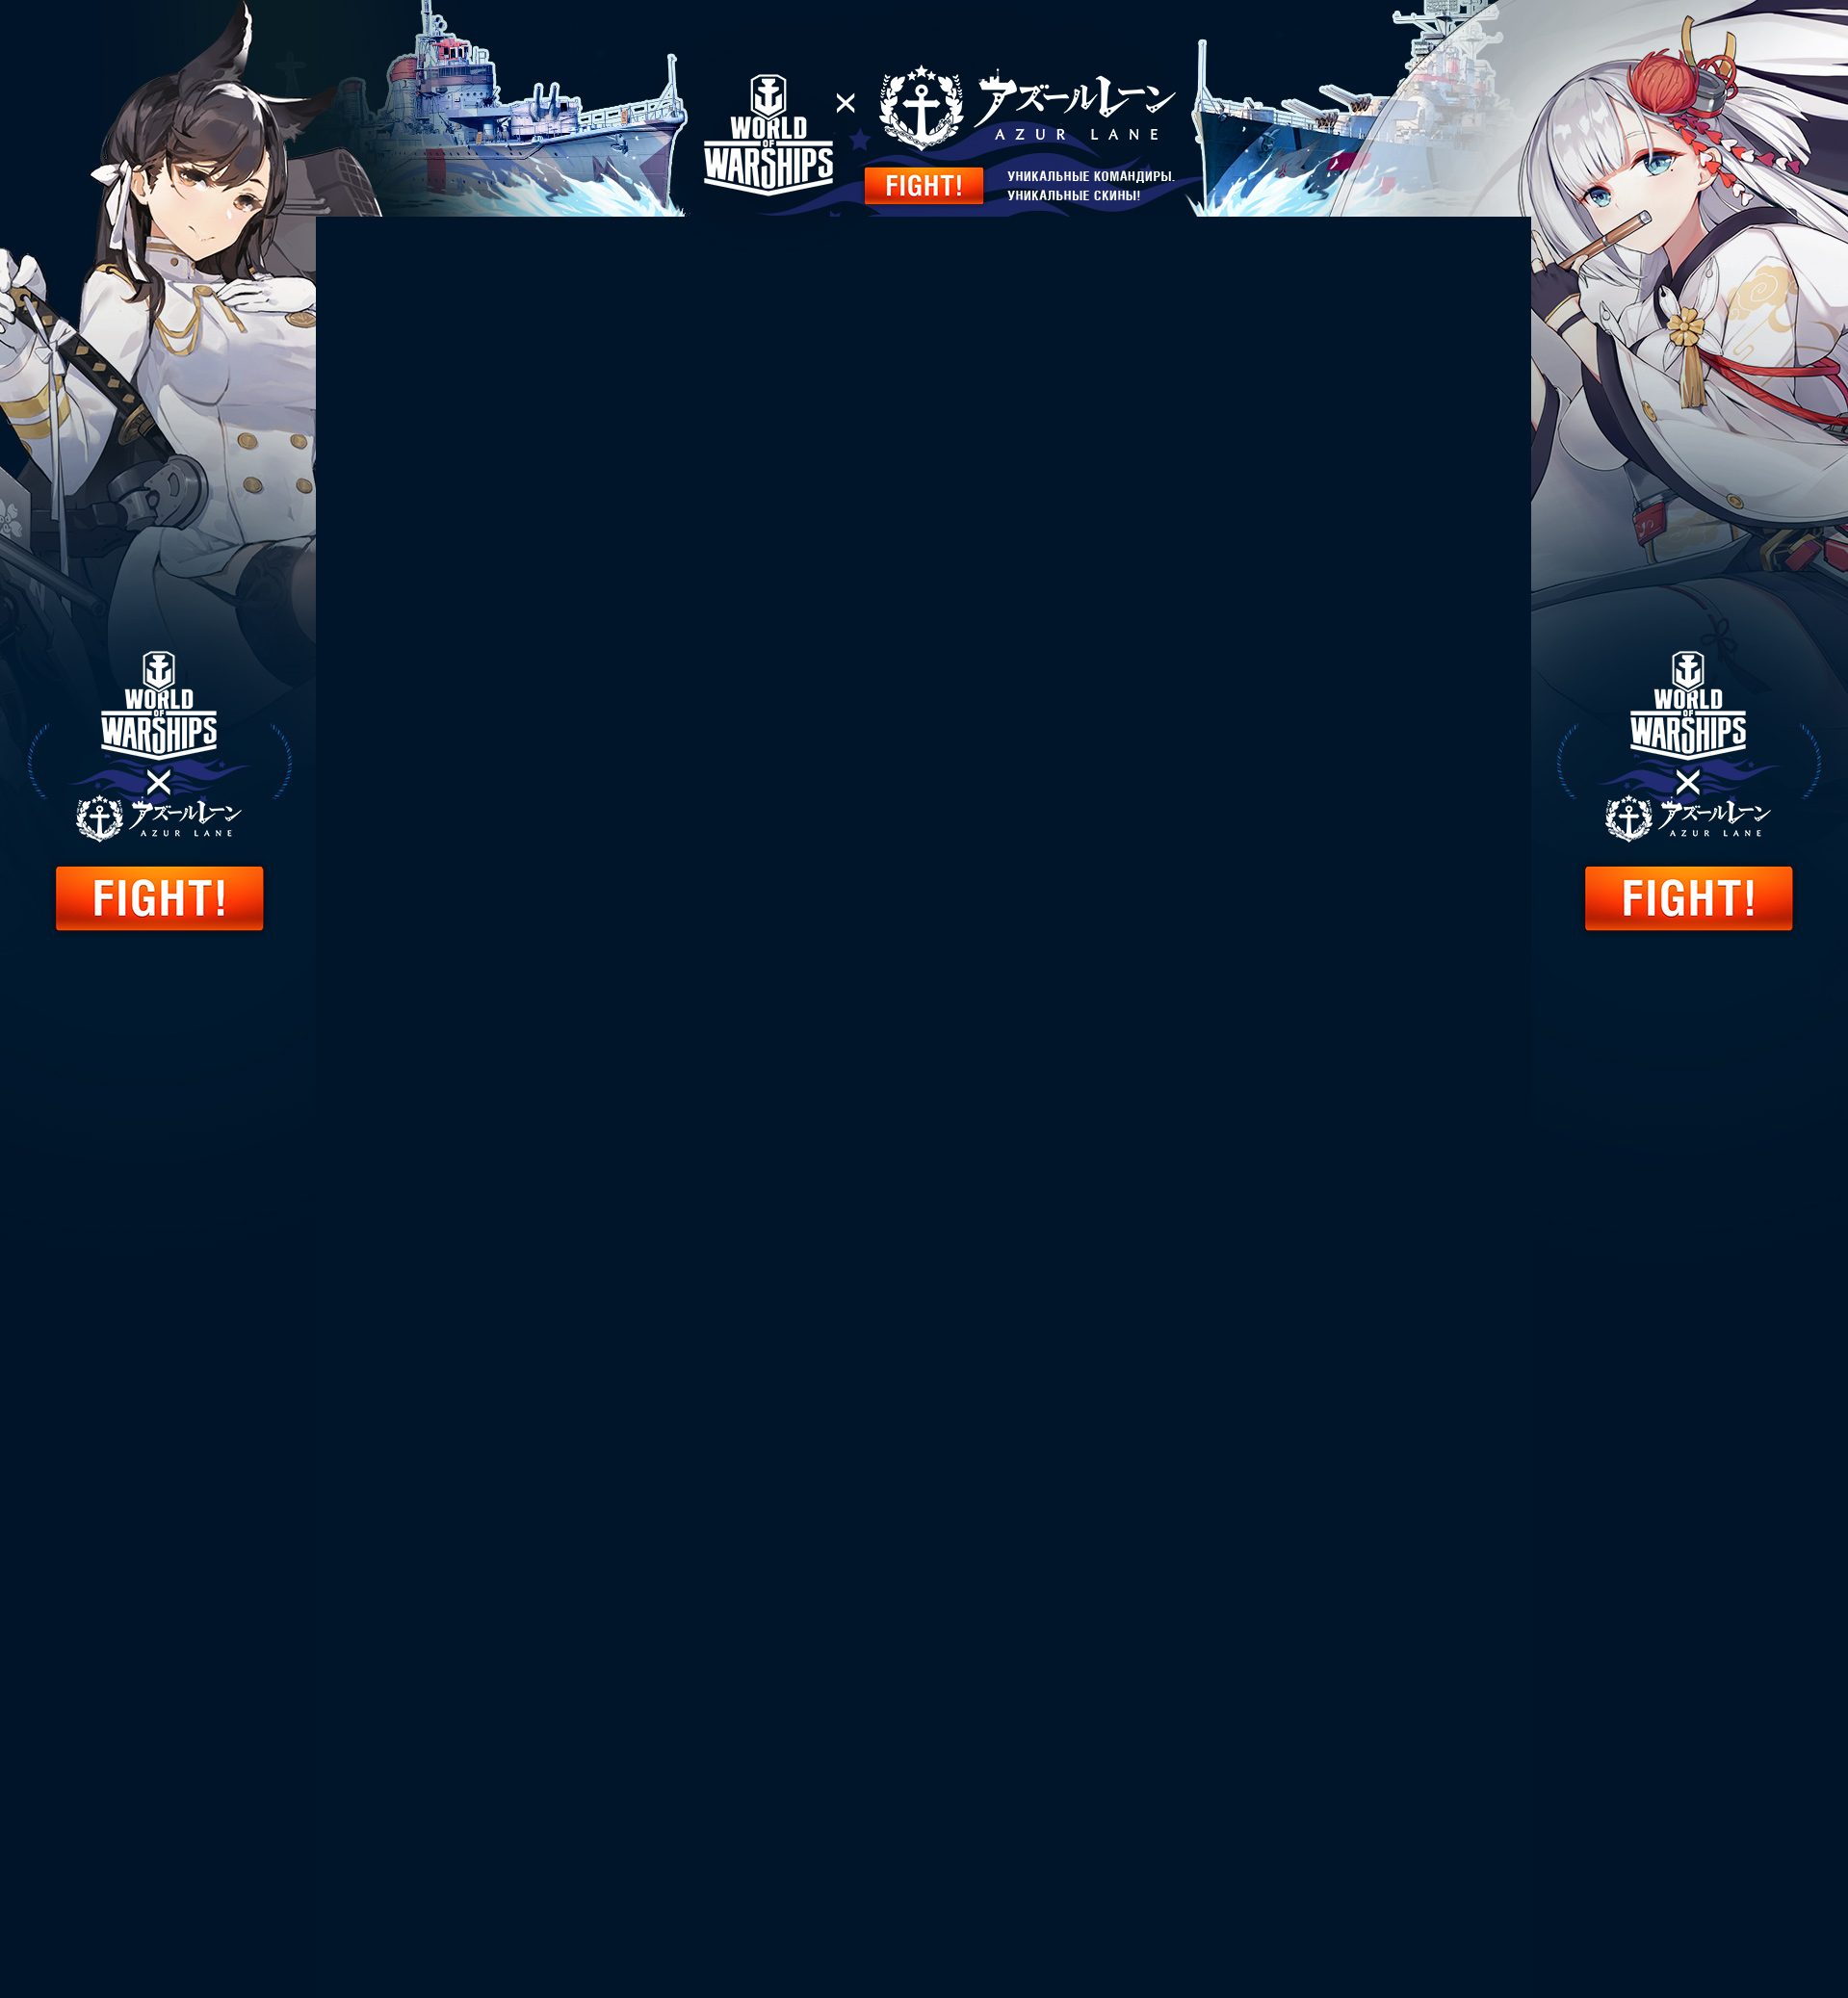 WORLD
OF
WARSHIPS
×
アズールレーン
AZUR LANE
FIGHT!
УНИКАЛЬНЫЕ КОМАНДИРЫ.
УНИКАЛЬНЫЕ СКИНЫ!
WORLD
OF
WARSHIPS
×
アズールレーン
AZUR LANE
FIGHT!
WORLD
OF
WARSHIPS
×
アズールレーン
AZUR LANE
FIGHT!